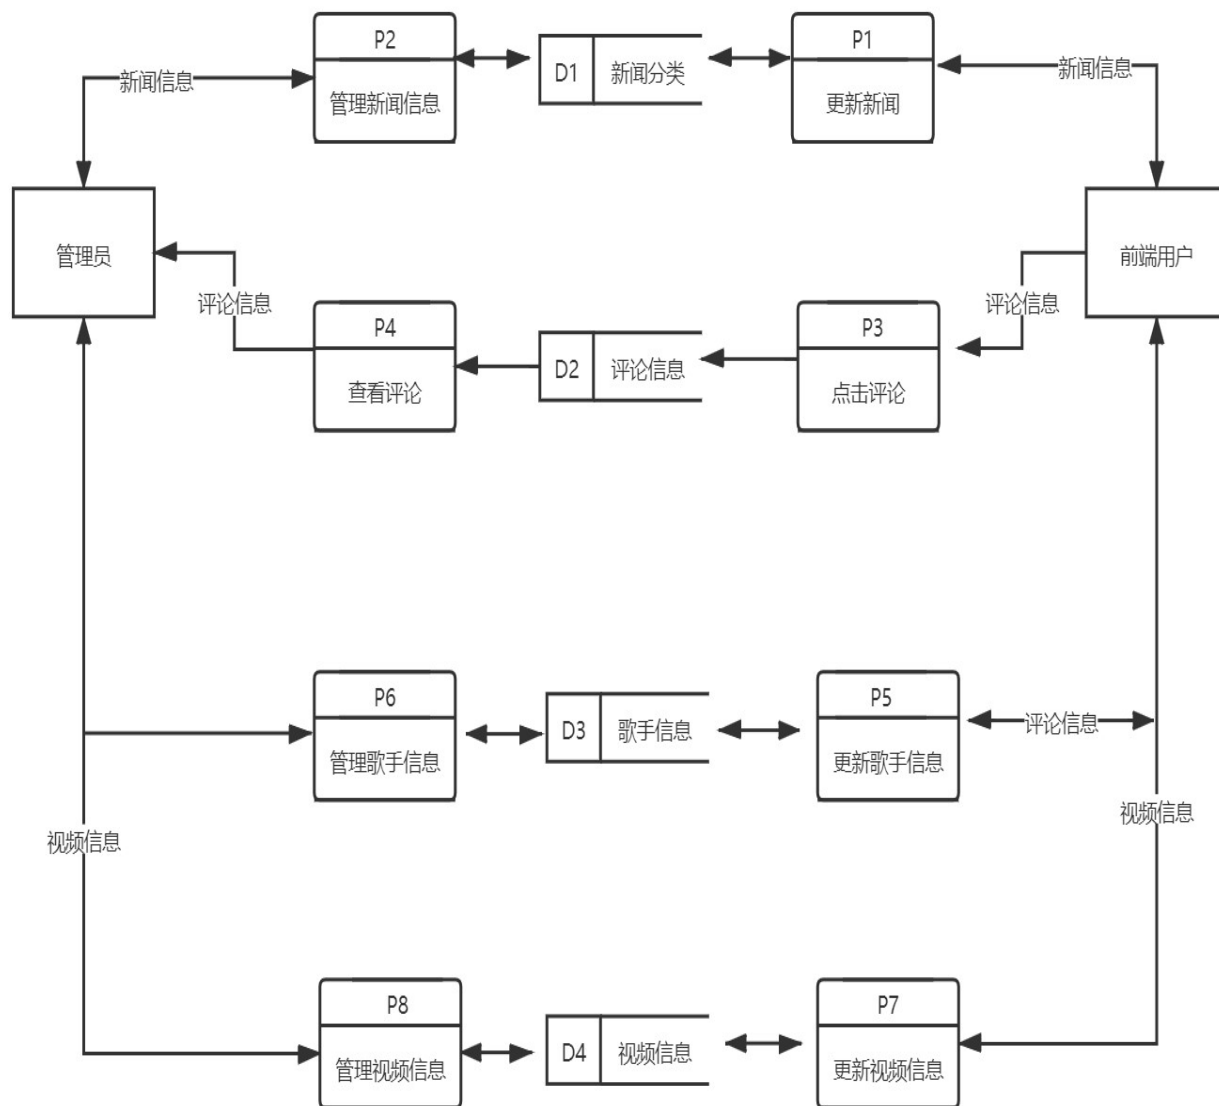 P2
P1
D1
新闻分类
新闻信息
新闻信息
管理新闻信息
更新新闻
管理员
前端用户
评论信息
评论信息
P4
P3
D2
评论信息
查看评论
点击评论
P6
P5
D3
歌手信息
评论信息
管理歌手信息
更新歌手信息
视频信息
视频信息
P8
P7
D4
视频信息
管理视频信息
更新视频信息